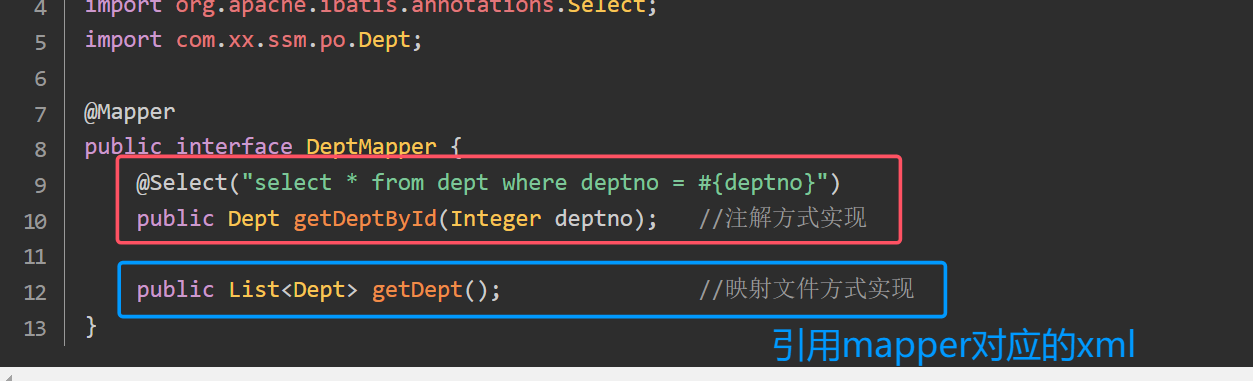 4 import org.apache.ibatis.annotations.Select;
5 import com.xx.ssm.po.Dept;
6
7 @Mapper
8 public interface DeptMapper {
9 @Select("select * from dept where deptno = #{deptno}")
10 public Dept getDeptById(Integer deptno); //注解方式实现
11
12 public List<Dept> getDept(); //映射文件方式实现
13 }
引用mapper对应的xml